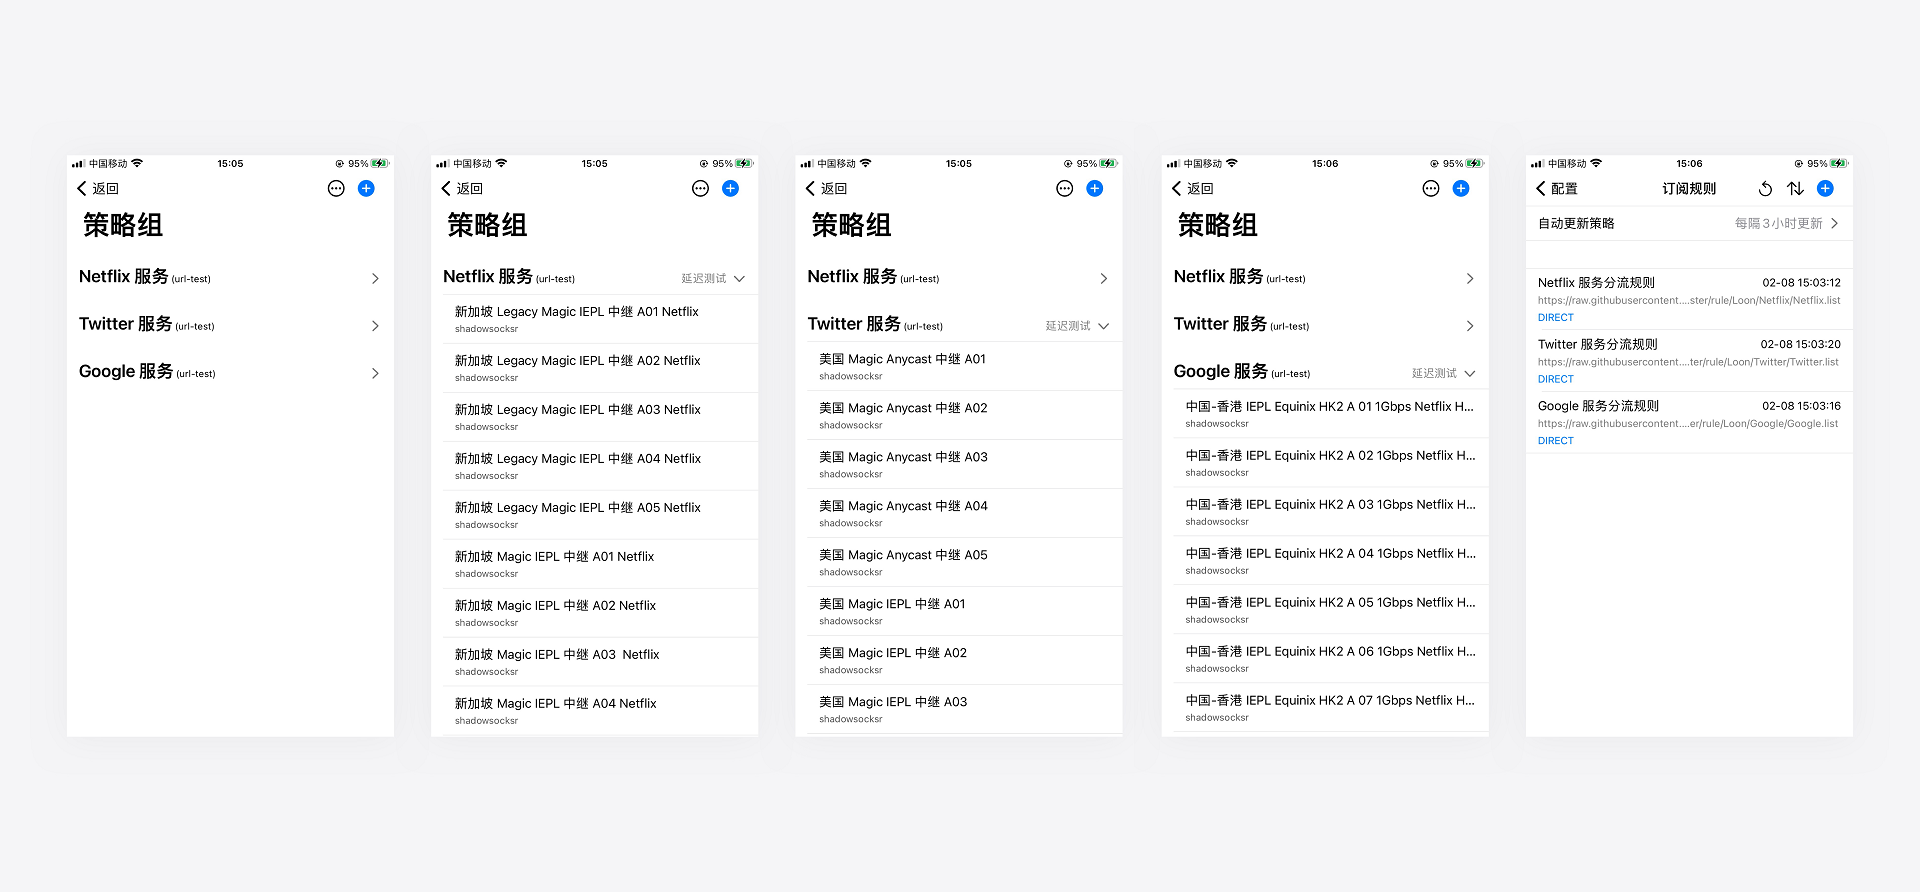 中国移动 15:05 95%
返回
策略组
Netflix 服务 (url-test)
Twitter 服务 (url-test)
Google 服务 (url-test)
中国移动 15:05 95%
返回
策略组
Netflix 服务 (url-test) 延迟测试
新加坡 Legacy Magic IEPL 中继 A01 Netflix
shadowsocksr
新加坡 Legacy Magic IEPL 中继 A02 Netflix
shadowsocksr
新加坡 Legacy Magic IEPL 中继 A03 Netflix
shadowsocksr
新加坡 Legacy Magic IEPL 中继 A04 Netflix
shadowsocksr
新加坡 Legacy Magic IEPL 中继 A05 Netflix
shadowsocksr
新加坡 Magic IEPL 中继 A01 Netflix
shadowsocksr
新加坡 Magic IEPL 中继 A02 Netflix
shadowsocksr
新加坡 Magic IEPL 中继 A03 Netflix
shadowsocksr
新加坡 Magic IEPL 中继 A04 Netflix
shadowsocksr
中国移动 15:05 95%
返回
策略组
Netflix 服务 (url-test)
Twitter 服务 (url-test) 延迟测试
美国 Magic Anycast 中继 A01
shadowsocksr
美国 Magic Anycast 中继 A02
shadowsocksr
美国 Magic Anycast 中继 A03
shadowsocksr
美国 Magic Anycast 中继 A04
shadowsocksr
美国 Magic Anycast 中继 A05
shadowsocksr
美国 Magic IEPL 中继 A01
shadowsocksr
美国 Magic IEPL 中继 A02
shadowsocksr
美国 Magic IEPL 中继 A03
shadowsocksr
中国移动 15:06 95%
返回
策略组
Netflix 服务 (url-test)
Twitter 服务 (url-test)
Google 服务 (url-test) 延迟测试
中国-香港 IEPL Equinix HK2 A 01 1Gbps Netflix H...
shadowsocksr
中国-香港 IEPL Equinix HK2 A 02 1Gbps Netflix H...
shadowsocksr
中国-香港 IEPL Equinix HK2 A 03 1Gbps Netflix H...
shadowsocksr
中国-香港 IEPL Equinix HK2 A 04 1Gbps Netflix H...
shadowsocksr
中国-香港 IEPL Equinix HK2 A 05 1Gbps Netflix H...
shadowsocksr
中国-香港 IEPL Equinix HK2 A 06 1Gbps Netflix H...
shadowsocksr
中国-香港 IEPL Equinix HK2 A 07 1Gbps Netflix H...
shadowsocksr
中国移动 15:06 95%
配置 订阅规则
自动更新策略 每隔3小时更新
Netflix 服务分流规则 02-08 15:03:12
https://raw.githubusercontent....ster/rule/Loon/Netflix/Netflix.list
DIRECT
Twitter 服务分流规则 02-08 15:03:20
https://raw.githubusercontent....ter/rule/Loon/Twitter/Twitter.list
DIRECT
Google 服务分流规则 02-08 15:03:16
https://raw.githubusercontent....er/rule/Loon/Google/Google.list
DIRECT